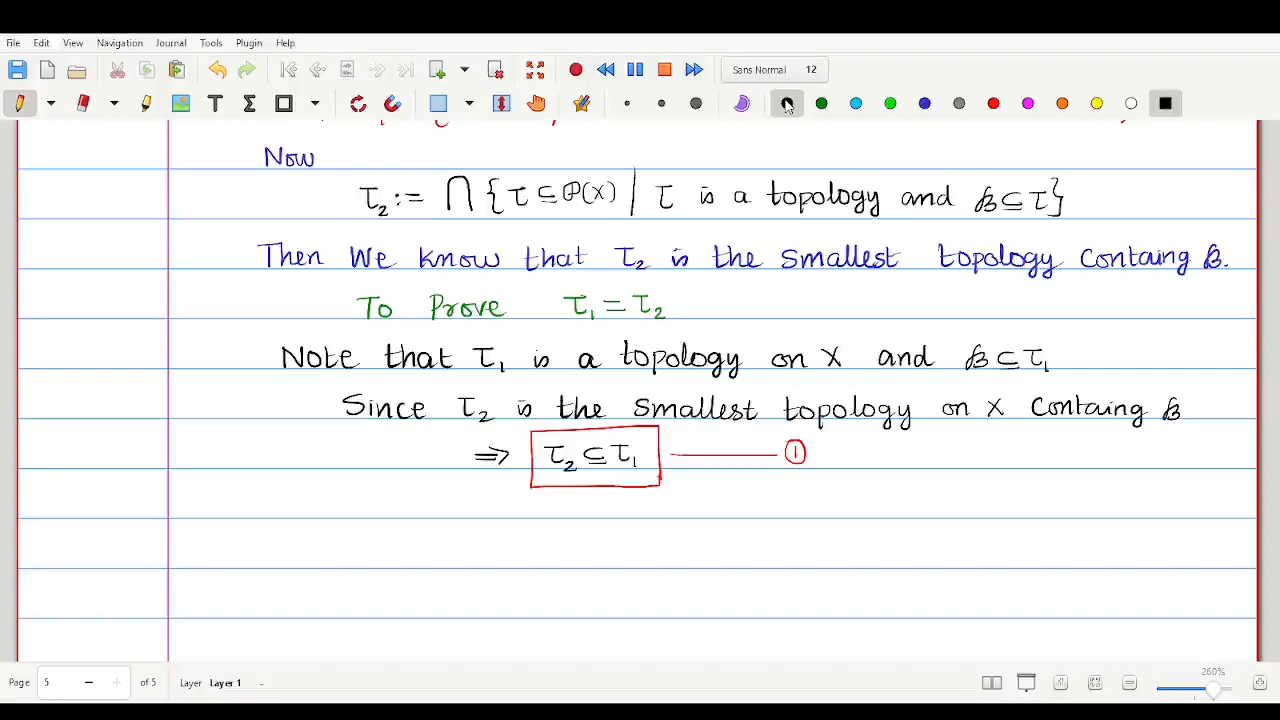 File Edit View Navigation Journal Tools Plugin Help
Sans Normal 12
Now
τ₂ := ⋂ { τ ⊆ ℙ(X) | τ is a topology and ℬ ⊆ τ }
Then We know that τ₂ is the smallest topology Containg ℬ.
To Prove τ₁ = τ₂
Note that τ₁ is a topology on X and ℬ ⊆ τ₁
Since τ₂ is the smallest topology on X Containg ℬ
⇒ τ₂ ⊆ τ₁ ——— ①
Page 5 of 5 Layer Layer 1 260%